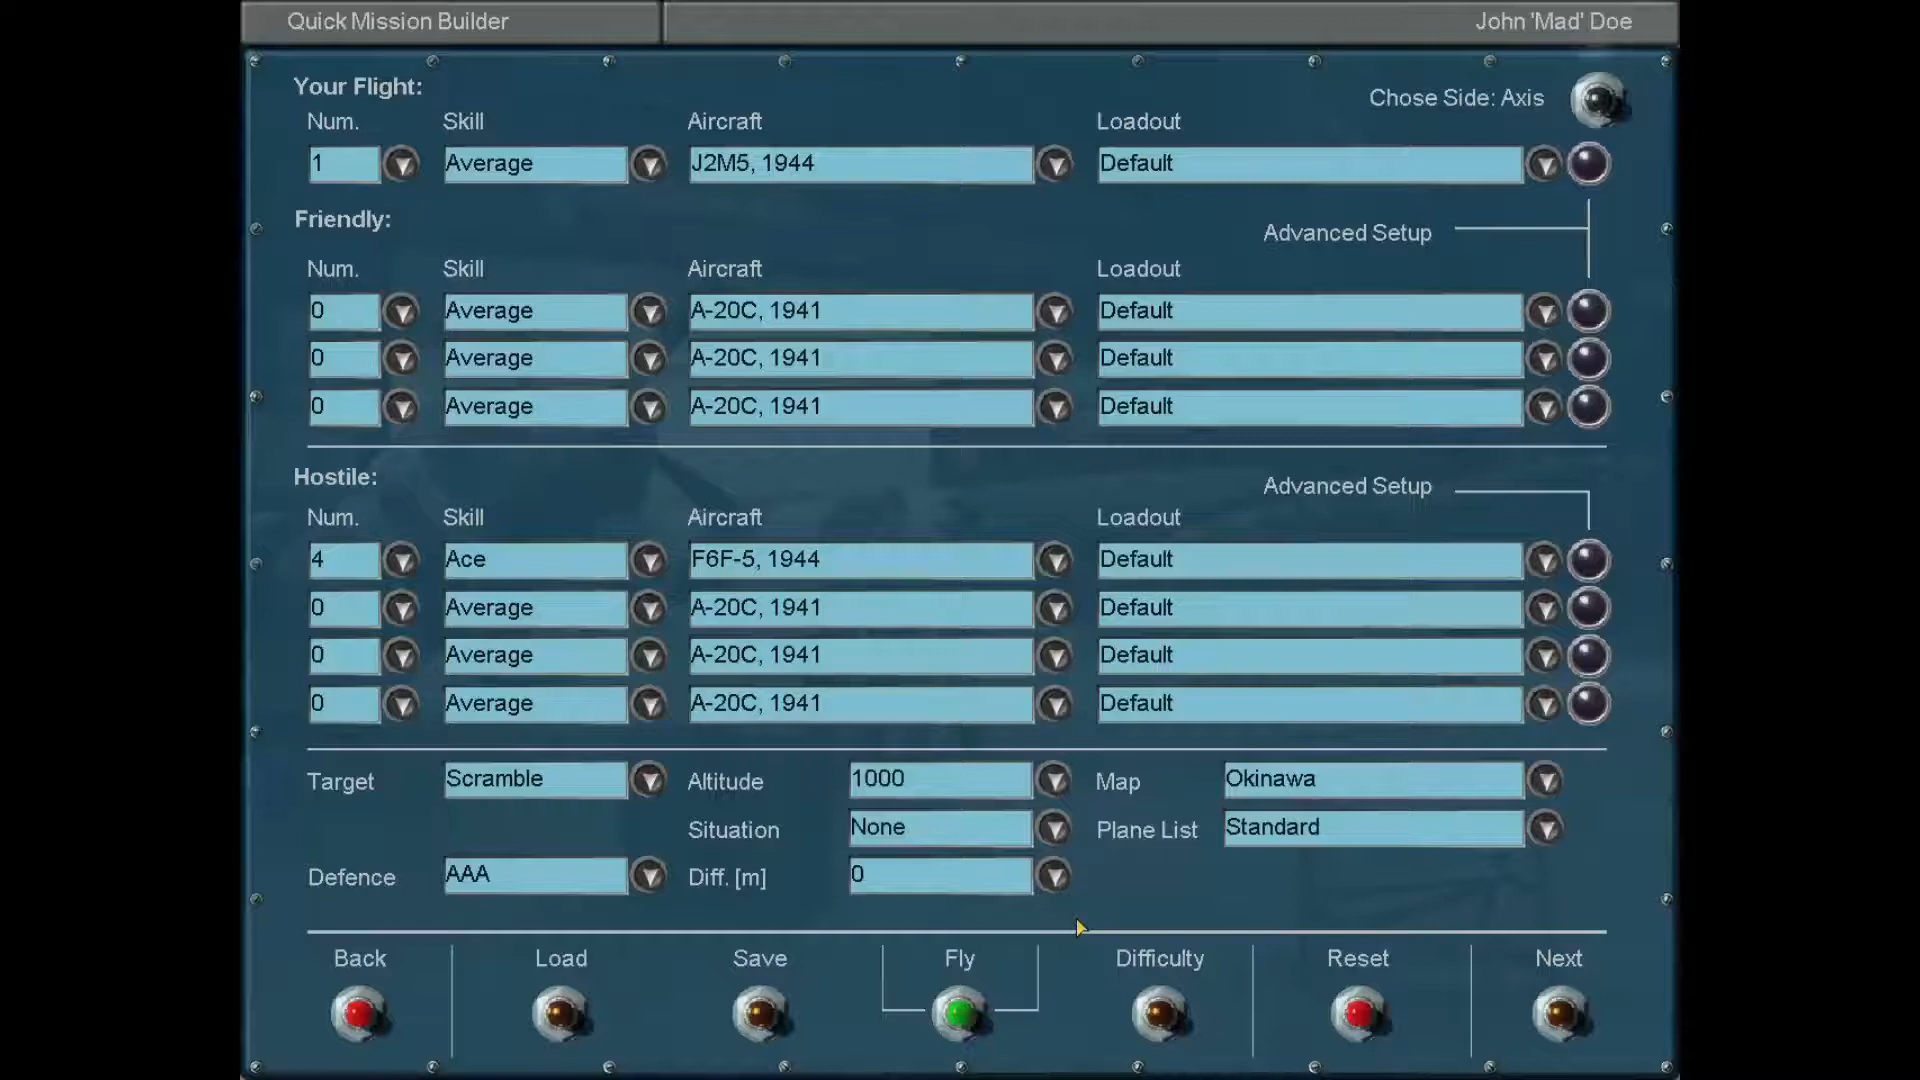 Quick Mission Builder John 'Mad' Doe
Your Flight:
Chose Side: Axis
Num. Skill Aircraft Loadout
1 Average J2M5, 1944 Default
Friendly:
Advanced Setup
Num. Skill Aircraft Loadout
0 Average A-20C, 1941 Default
0 Average A-20C, 1941 Default
0 Average A-20C, 1941 Default
Hostile:
Advanced Setup
Num. Skill Aircraft Loadout
4 Ace F6F-5, 1944 Default
0 Average A-20C, 1941 Default
0 Average A-20C, 1941 Default
0 Average A-20C, 1941 Default
Target Scramble Altitude 1000 Map Okinawa
Situation None Plane List Standard
Defence AAA Diff. [m] 0
Back Load Save Fly Difficulty Reset Next